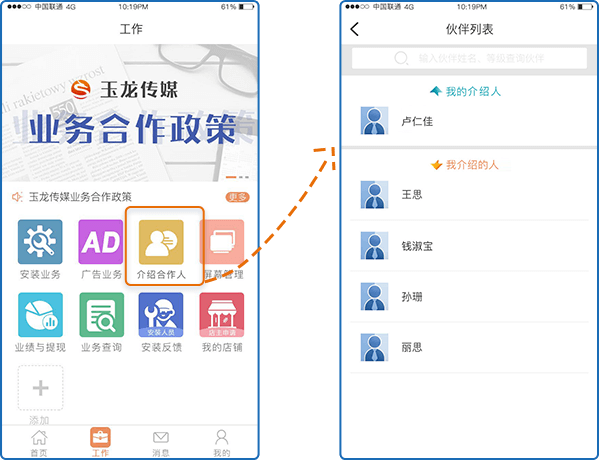 中国联通 4G
10:19PM
61%
工作
di rakietowy
wzrost
550
玉龙传媒
业务合作政策
玉龙传媒业务合作政策
更多
AD
安装业务
广告业务
介绍合作人
屏幕管理
安装人员
店主申请
业绩与提现
业务查询
安装反馈
我的店铺
添加
首页
工作
消息
我的
中国联通 4G
10:19PM
61%
伙伴列表
输入伙伴姓名、等级查询伙伴
我的介绍人
卢仁佳
我介绍的人
王思
钱淑宝
孙珊
丽思